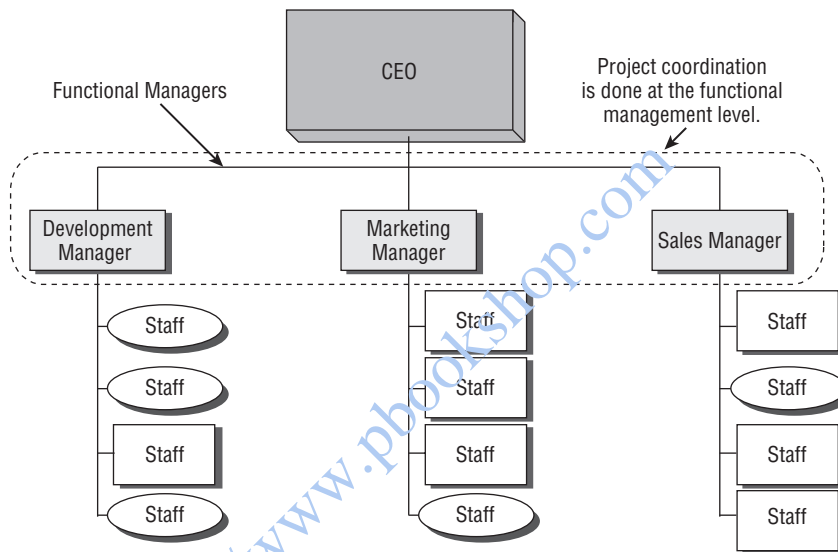 CEO
Functional Managers
Project coordination
is done at the functional
management level.
Development
Manager
Marketing
Manager
Sales Manager
Staff
Staff
Staff
Staff
Staff
Staff
Staff
Staff
Staff
Staff
Staff
Staff
www.pbookshop.com